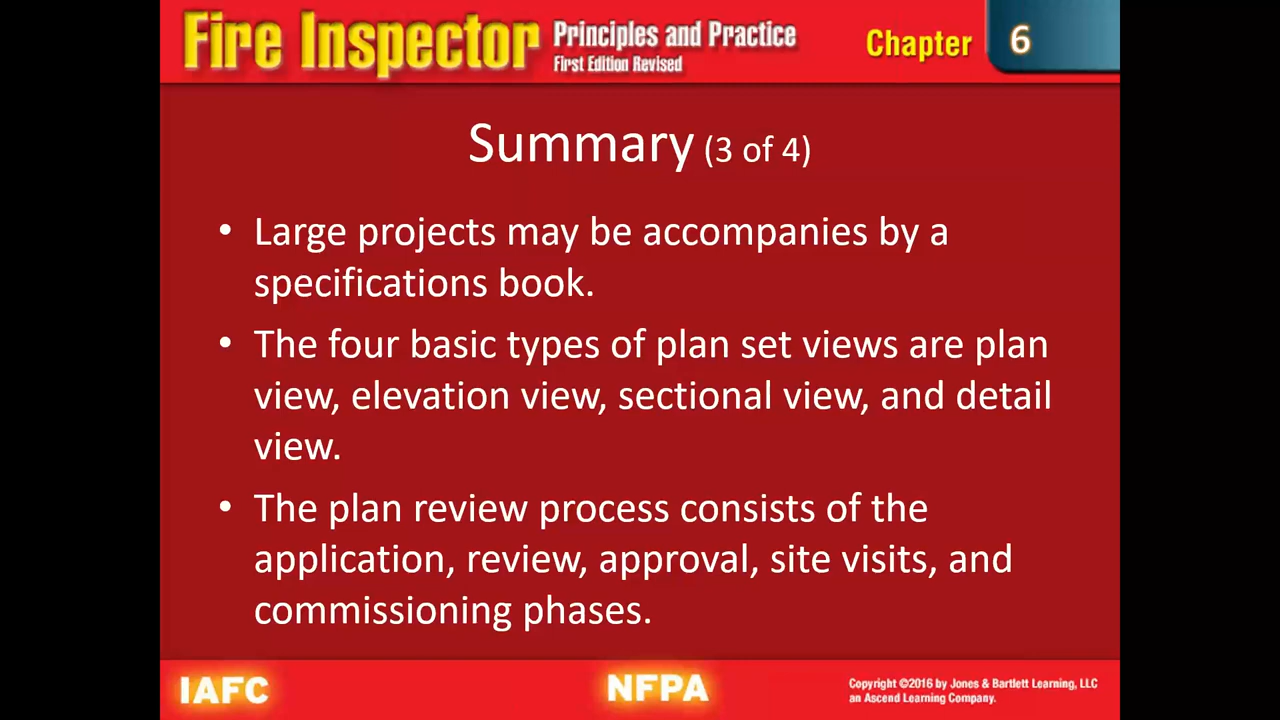 Fire Inspector Principles and Practice
First Edition Revised
Chapter 6
Summary (3 of 4)
• Large projects may be accompanies by a
specifications book.
• The four basic types of plan set views are plan
view, elevation view, sectional view, and detail
view.
• The plan review process consists of the
application, review, approval, site visits, and
commissioning phases.
IAFC
NFPA
Copyright ©2016 by Jones & Bartlett Learning, LLC
an Ascend Learning Company.